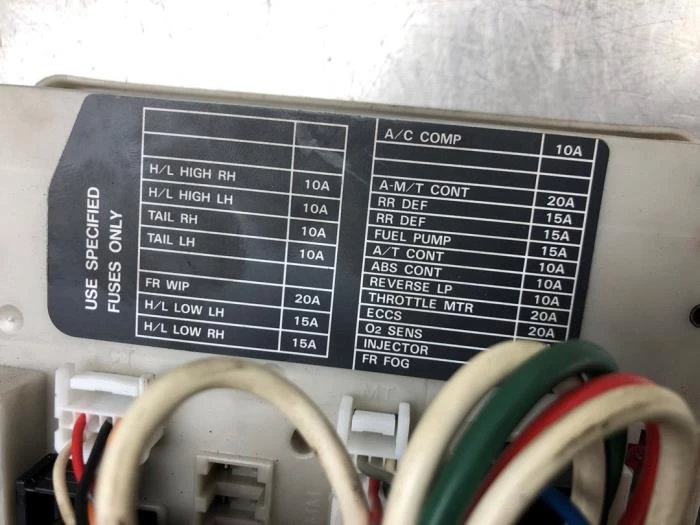 USE SPECIFIED
FUSES ONLY
H/L HIGH RH 10A
H/L HIGH LH 10A
TAIL RH 10A
TAIL LH 10A
FR WIP 20A
H/L LOW LH 15A
H/L LOW RH 15A
A/C COMP 10A
A-M/T CONT 20A
RR DEF 15A
RR DEF 15A
FUEL PUMP 15A
A/T CONT 10A
ABS CONT 10A
REVERSE LP 10A
THROTTLE MTR 20A
ECCS 20A
O2 SENS
INJECTOR
FR FOG
MT